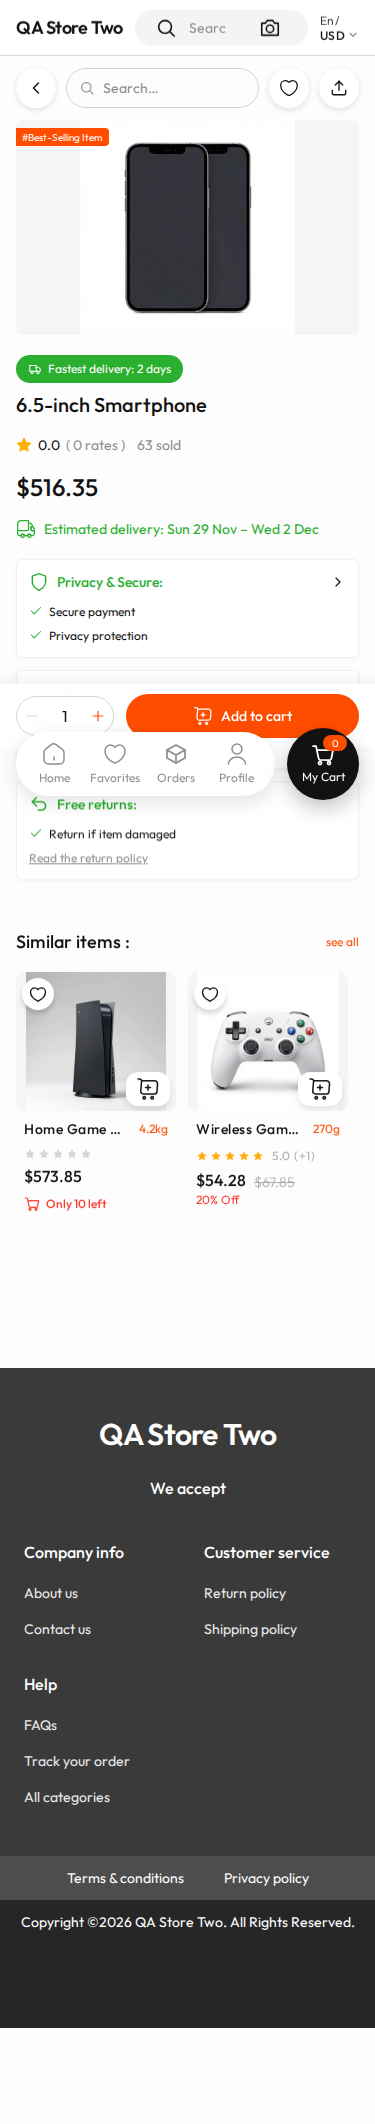 QA Store Two
Searc
En/
USD
Search...
#Best-Selling Item
Fastest delivery: 2 days
6.5-inch Smartphone
0.0 ( 0 rates ) 63 sold
$516.35
Estimated delivery: Sun 29 Nov – Wed 2 Dec
Privacy & Secure:
Secure payment
Privacy protection
1
Add to cart
Home
Favorites
Orders
Profile
0
My Cart
Free returns:
Return if item damaged
Read the return policy
Similar items :
see all
Home Game ...
4.2kg
$573.85
Only 10 left
Wireless Gam...
270g
5.0 (+1)
$54.28 $67.85
20% Off
QA Store Two
We accept
Company info
About us
Contact us
Customer service
Return policy
Shipping policy
Help
FAQs
Track your order
All categories
Terms & conditions
Privacy policy
Copyright ©2026 QA Store Two. All Rights Reserved.